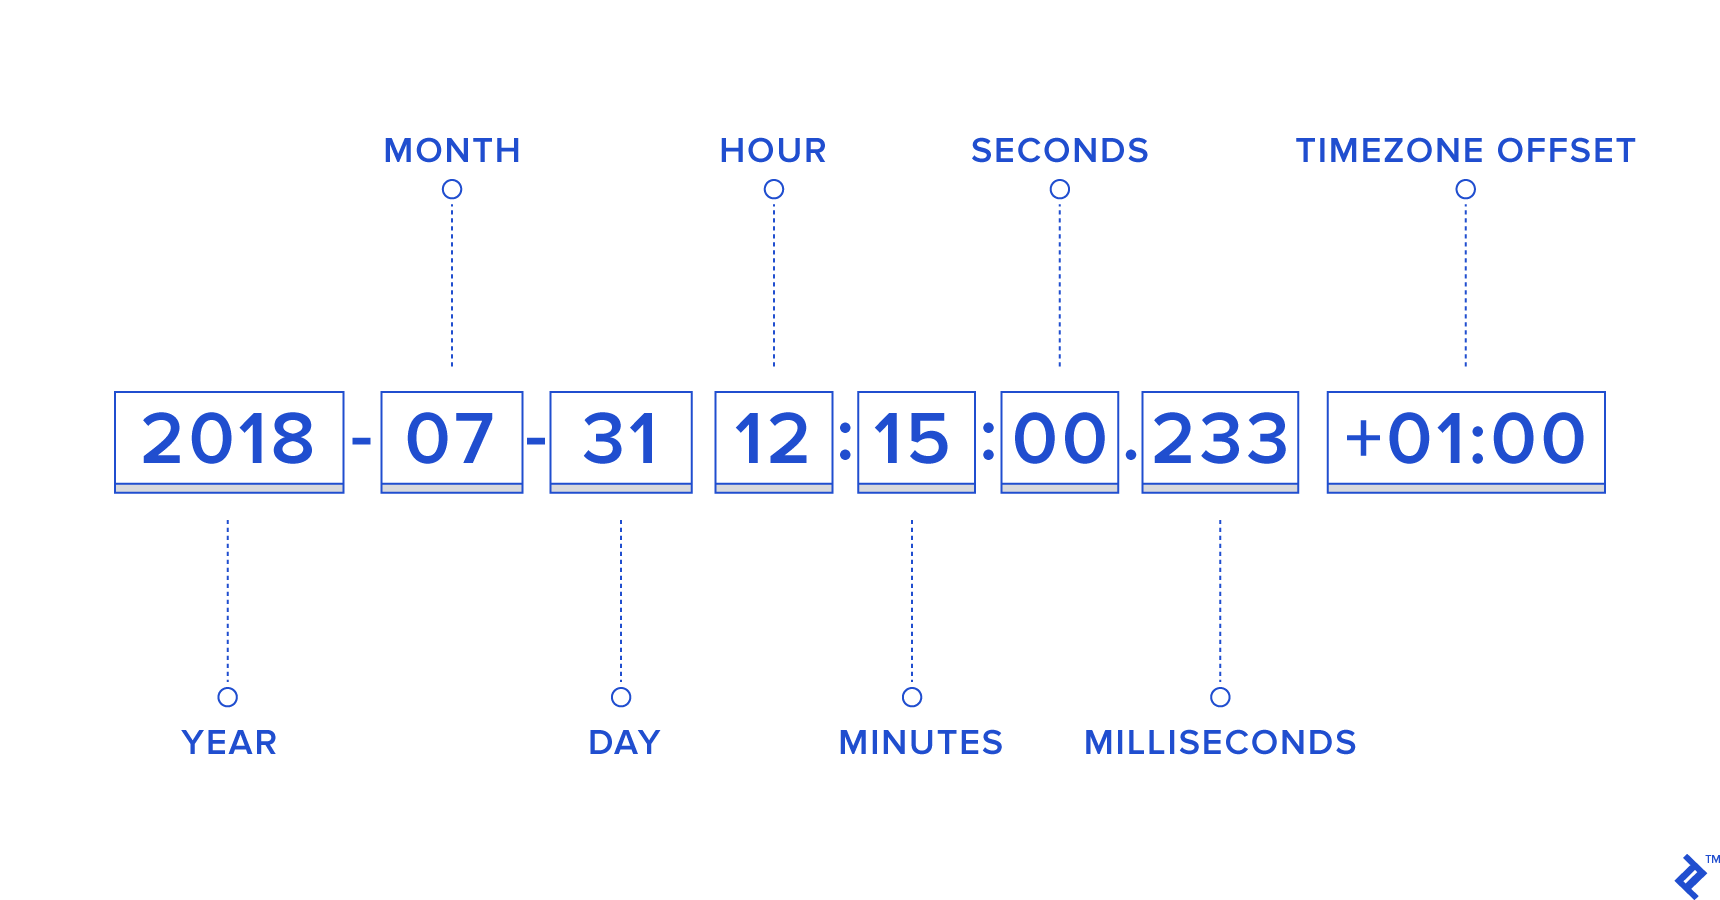 MONTH HOUR SECONDS TIMEZONE OFFSET
2018-07-31 12:15:00.233 +01:00
YEAR DAY MINUTES MILLISECONDS
TM